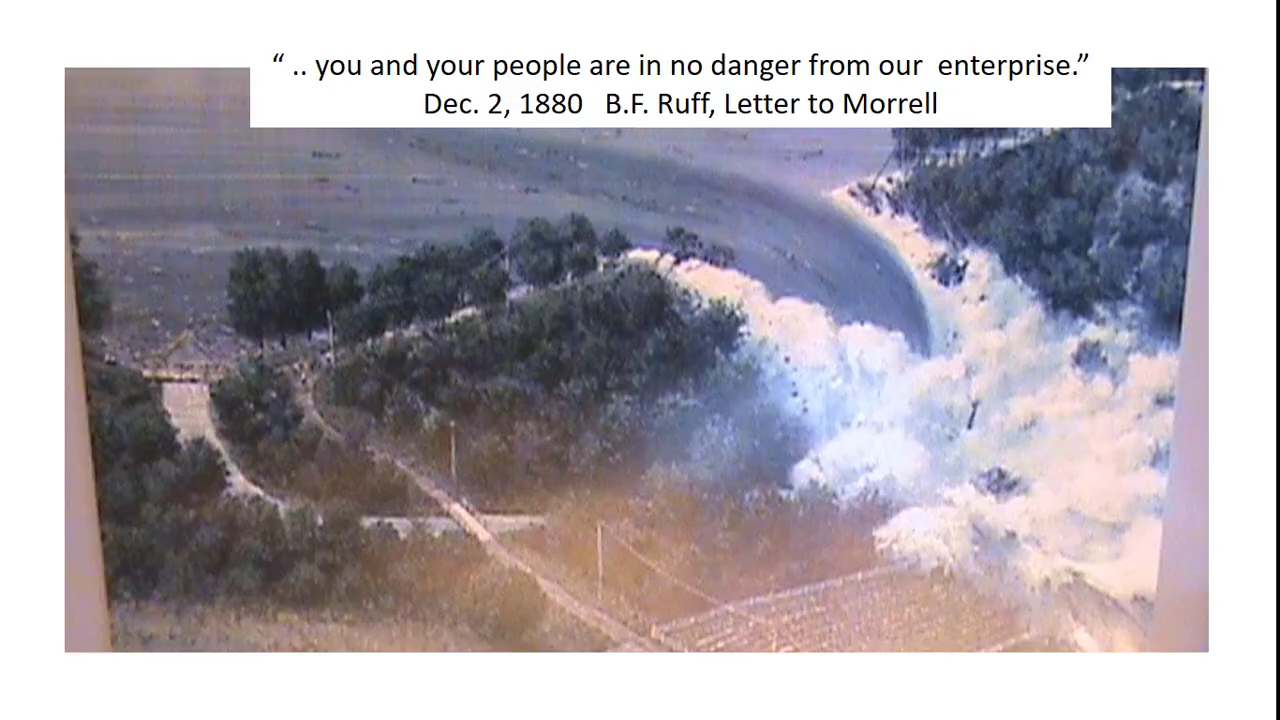 “ .. you and your people are in no danger from our  enterprise.”
Dec. 2, 1880   B.F. Ruff, Letter to Morrell